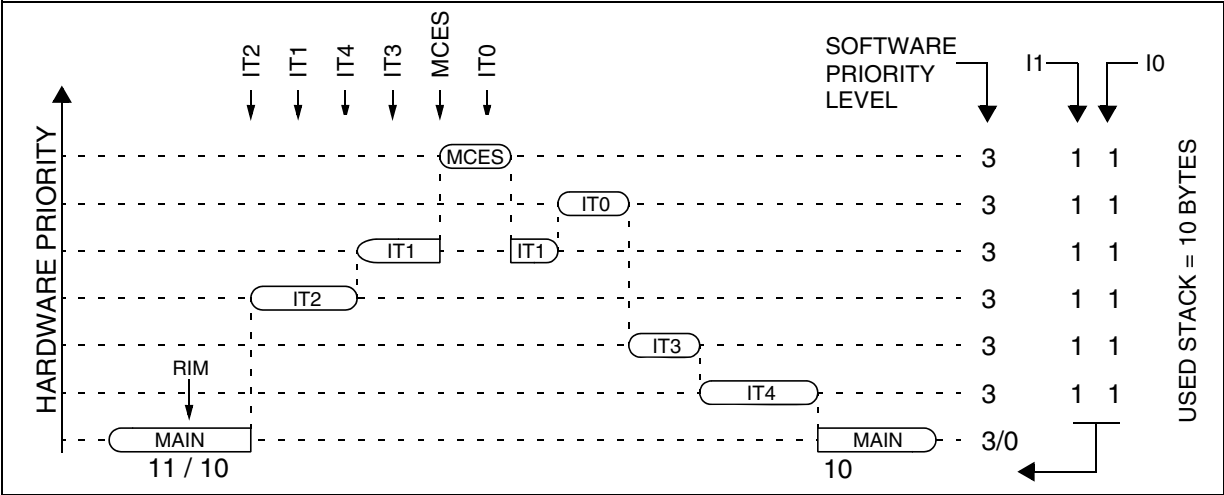 IT2
IT1
IT4
IT3
MCES
IT0
SOFTWARE
PRIORITY
LEVEL
I1
I0
HARDWARE PRIORITY
MCES
3
1 1
IT0
3
1 1
IT1
IT1
3
1 1
IT2
3
1 1
IT3
3
1 1
RIM
IT4
3
1 1
MAIN
MAIN
3/0
11 / 10
10
USED STACK = 10 BYTES